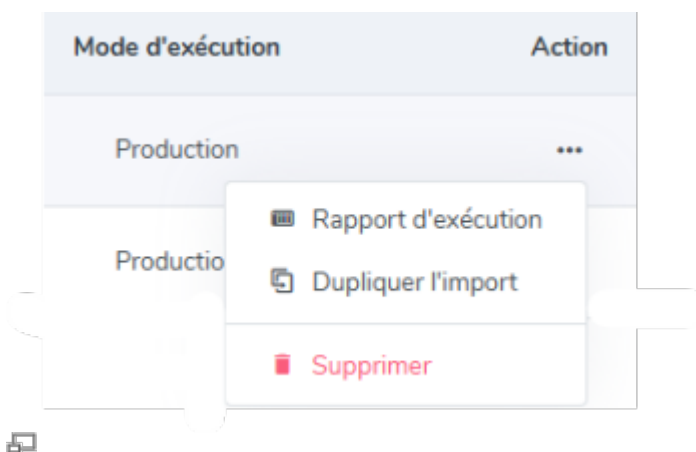 Mode d'exécution Action
Production
Rapport d'exécution
Productio
Dupliquer l'import
Supprimer